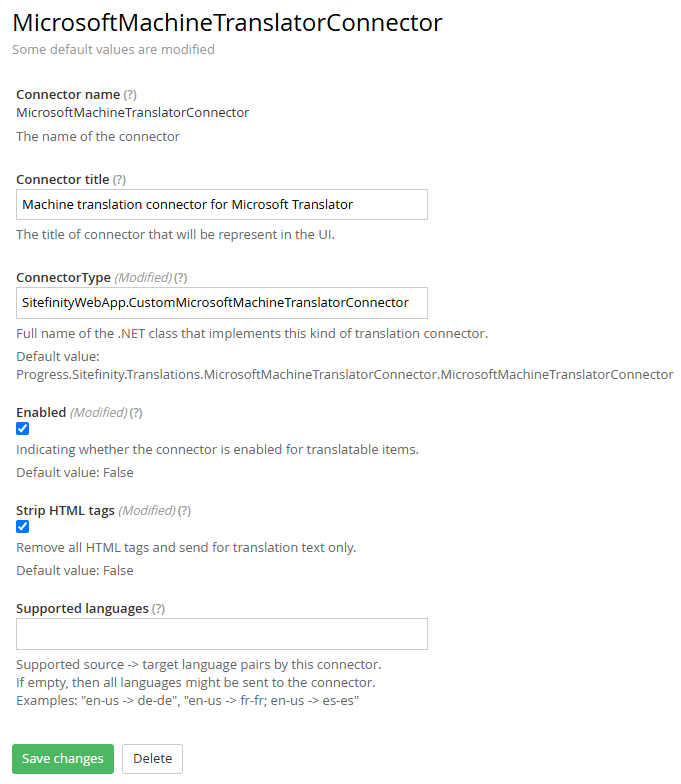 MicrosoftMachineTranslatorConnector
Some default values are modified
Connector name (?)
MicrosoftMachineTranslatorConnector
The name of the connector
Connector title (?)
Machine translation connector for Microsoft Translator
The title of connector that will be represent in the UI.
ConnectorType (Modified) (?)
SitefinityWebApp.CustomMicrosoftMachineTranslatorConnector
Full name of the .NET class that implements this kind of translation connector.
Default value:
Progress.Sitefinity.Translations.MicrosoftMachineTranslatorConnector.MicrosoftMachineTranslatorConnector
Enabled (Modified) (?)
Indicating whether the connector is enabled for translatable items.
Default value: False
Strip HTML tags (Modified) (?)
Remove all HTML tags and send for translation text only.
Default value: False
Supported languages (?)
Supported source -> target language pairs by this connector.
If empty, then all languages might be sent to the connector.
Examples: "en-us -> de-de", "en-us -> fr-fr; en-us -> es-es"
Save changes Delete